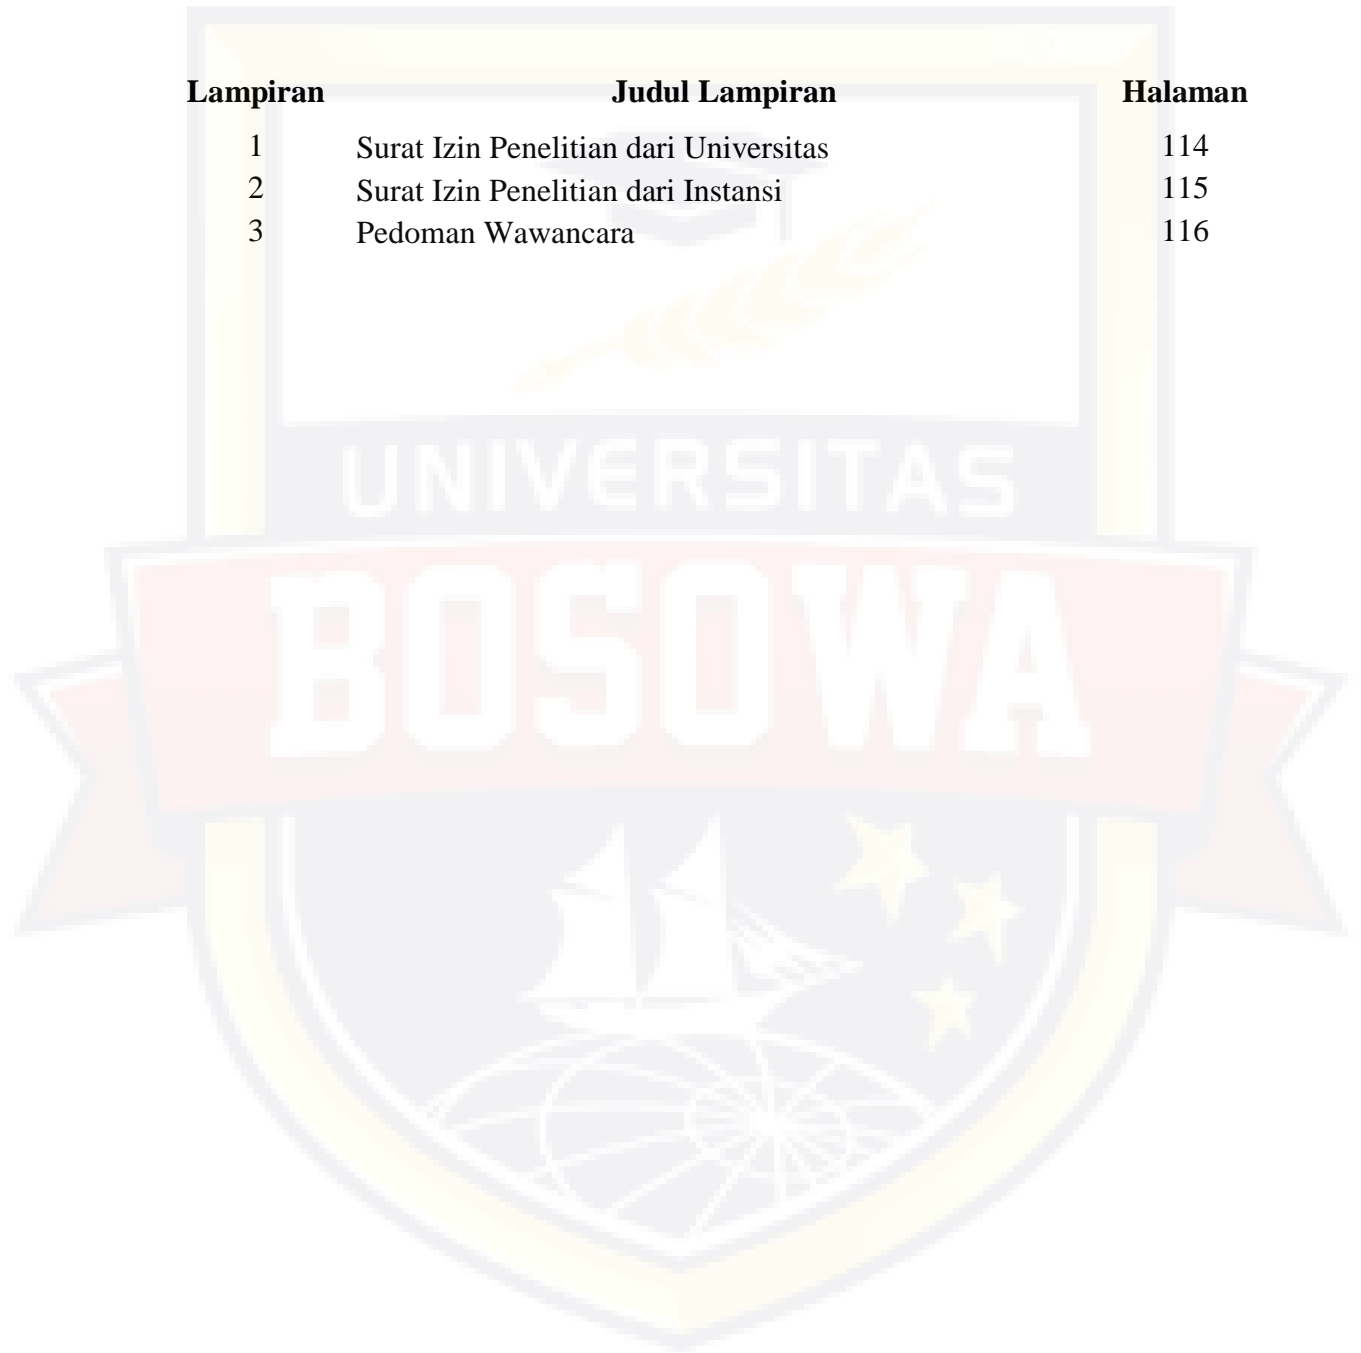 Lampiran Judul Lampiran Halaman
1 Surat Izin Penelitian dari Universitas 114
2 Surat Izin Penelitian dari Instansi 115
3 Pedoman Wawancara 116
UNIVERSITAS
BOSOWA